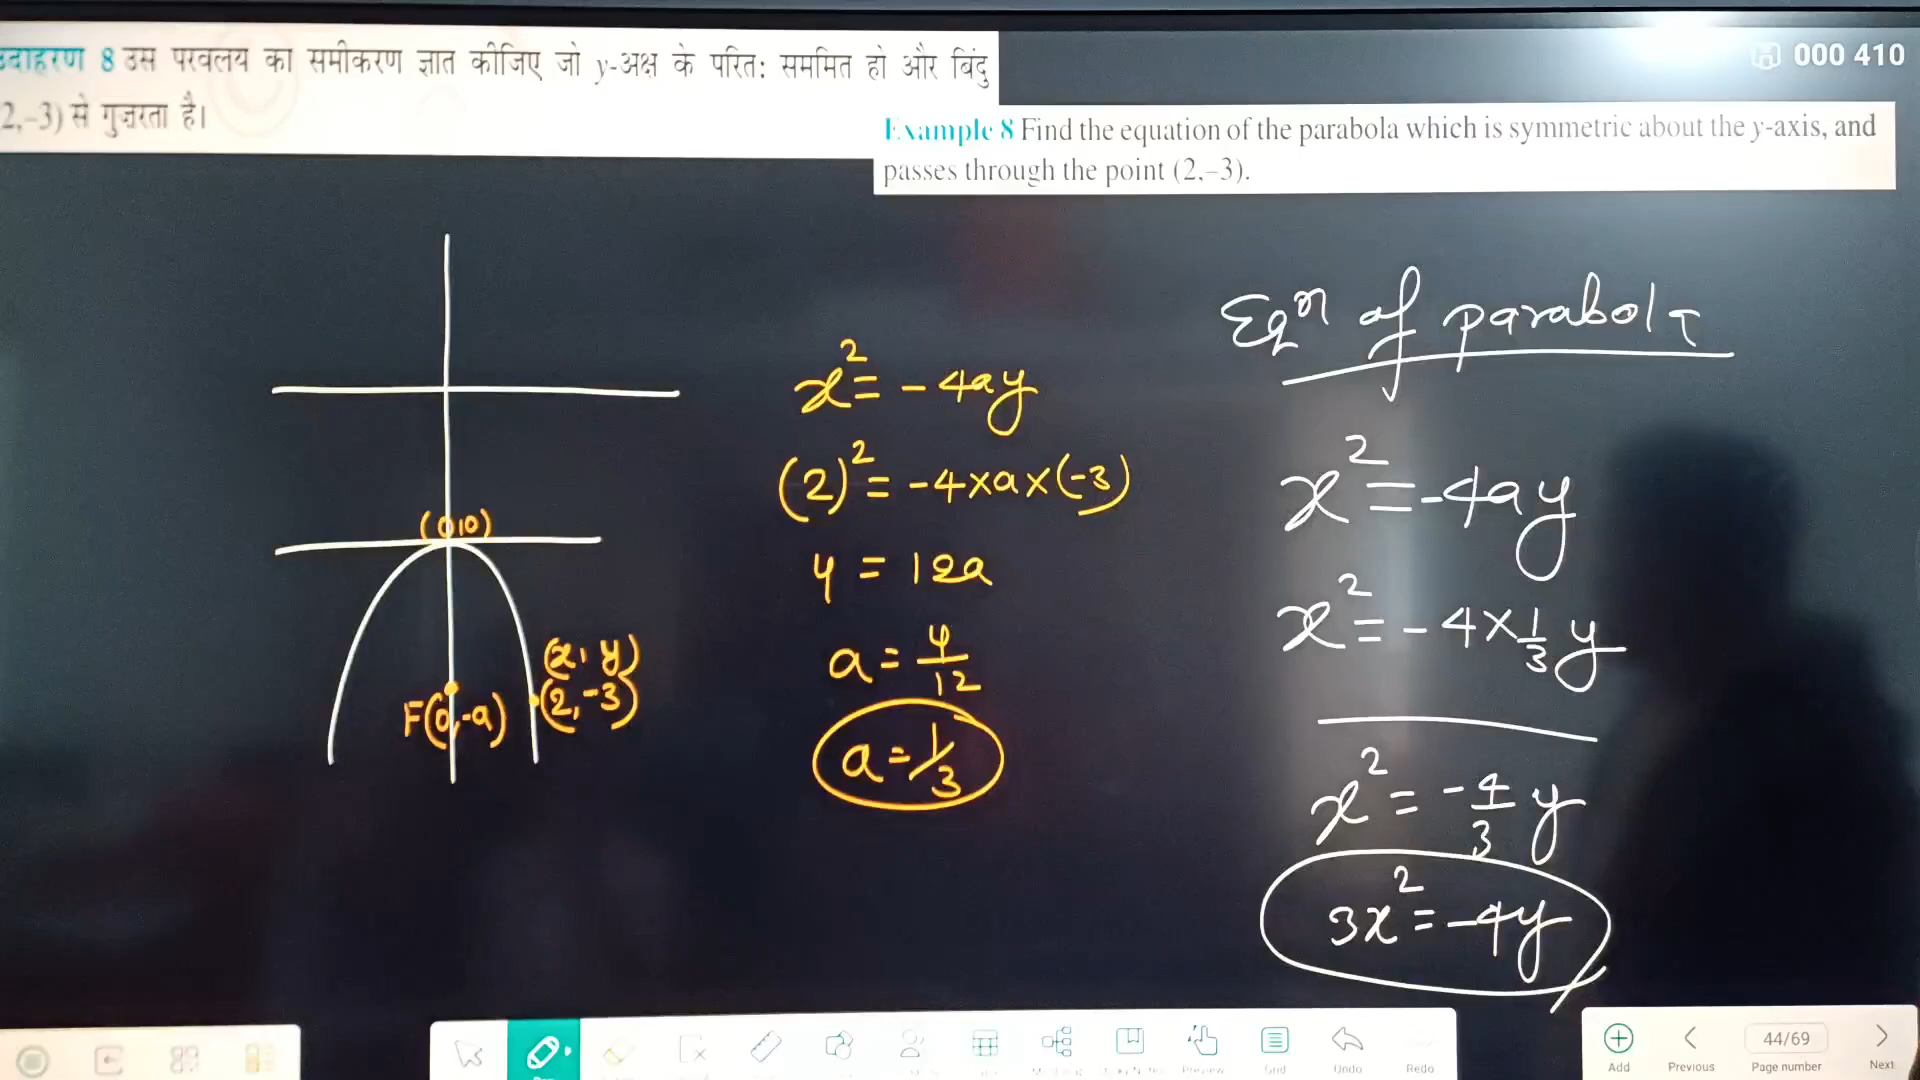 उदाहरण 8 उस परवलय का समीकरण ज्ञात कीजिए जो y-अक्ष के परित: सममित हो और बिंदु
2,-3) से गुज़रता है।
000 410
Example 8 Find the equation of the parabola which is symmetric about the y-axis, and
passes through the point (2,-3).
(0,0)
(x, y)
(2,-3)
F(0,-a)
x² = -4ay
(2)² = -4×a×(-3)
4 = 12a
a = 4/12
a = 1/3
Eqⁿ of parabola
x² = -4ay
x² = -4×1/3 y
x² = -4/3 y
3x² = -4y
Grid
Undo
Redo
Add
Previous
44/69
Page number
Next